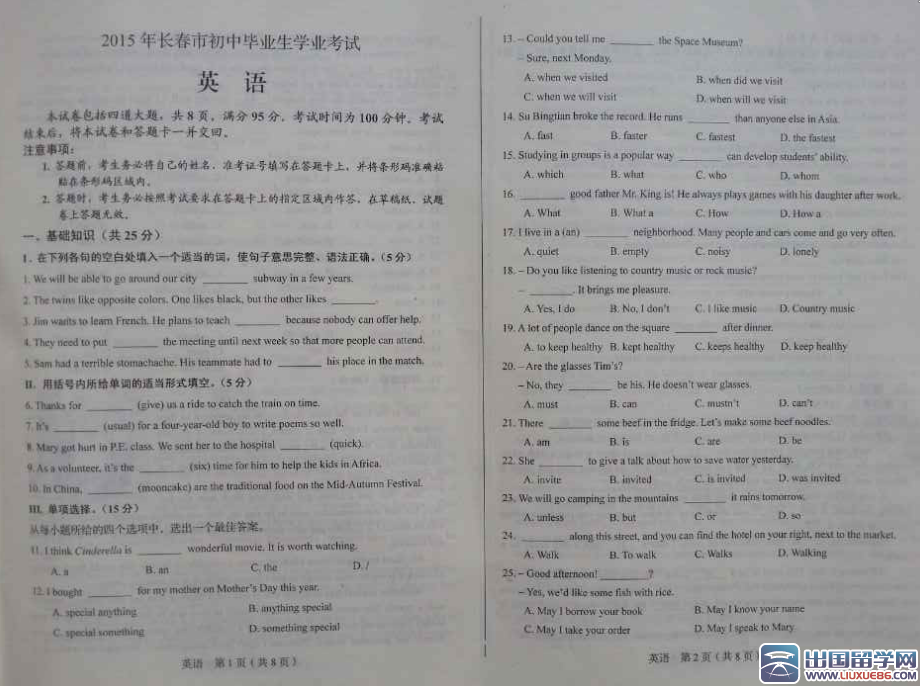 2015 年长春市初中毕业生学业考试
英 语
本试卷包括四道大题，共 8 页。满分 95 分。考试时间为 100 分钟。考试
结束后，将本试卷和答题卡一并交回。
注意事项：
1. 答题前，考生务必将自己的姓名、准考证号填写在答题卡上，并将条形码准确粘
贴在条形码区域内。
2. 答题时，考生务必按照考试要求在答题卡上的指定区域内作答，在草稿纸、试题
卷上答题无效。
一、基础知识（共 25 分）
I . 在下列各句的空白处填入一个适当的词，使句子意思完整、语法正确。（5 分）
1. We will be able to go around our city ________ subway in a few years.
2. The twins like opposite colors. One likes black, but the other likes ________.
3. Jim wants to learn French. He plans to teach ________ because nobody can offer help.
4. They need to put ________ the meeting until next week so that more people can attend.
5. Sam had a terrible stomachache. His teammate had to ________ his place in the match.
II. 用括号内所给单词的适当形式填空。（5 分）
6. Thanks for ________ (give) us a ride to catch the train on time.
7. It's ________ (usual) for a four-year-old boy to write poems so well.
8. Mary got hurt in P.E. class. We sent her to the hospital ________ (quick).
9. As a volunteer, it's the ________ (six) time for him to help the kids in Africa.
10. In China, ________ (mooncake) are the traditional food on the Mid-Autumn Festival.
III. 单项选择。（15 分）
从每小题所给的四个选项中，选出一个最佳答案。
11. I think Cinderella is ________ wonderful movie. It is worth watching.
A. a B. an C. the D. /
12. I bought ________ for my mother on Mother's Day this year.
A. special anything B. anything special
C. special something D. something special
英语 第 1 页（共 8 页）
13. – Could you tell me ________ the Space Museum?
– Sure, next Monday.
A. when we visited B. when did we visit
C. when we will visit D. when will we visit
14. Su Bingtian broke the record. He runs ________ than anyone else in Asia.
A. fast B. faster C. fastest D. the fastest
15. Studying in groups is a popular way ________ can develop students' ability.
A. which B. what C. who D. whom
16. ________ good father Mr. King is! He always plays games with his daughter after work.
A. What B. What a C. How D. How a
17. I live in a (an) ________ neighborhood. Many people and cars come and go very often.
A. quiet B. empty C. noisy D. lonely
18. – Do you like listening to country music or rock music?
– ________. It brings me pleasure.
A. Yes, I do B. No, I don't C. I like music D. Country music
19. A lot of people dance on the square ________ after dinner.
A. to keep healthy B. kept healthy C. keeps healthy D. keep healthy
20. – Are the glasses Tim's?
– No, they ________ be his. He doesn't wear glasses.
A. must B. can C. mustn't D. can't
21. There ________ some beef in the fridge. Let's make some beef noodles.
A. am B. is C. are D. be
22. She ________ to give a talk about how to save water yesterday.
A. invite B. invited C. is invited D. was invited
23. We will go camping in the mountains ________ it rains tomorrow.
A. unless B. but C. or D. so
24. ________ along this street, and you can find the hotel on your right, next to the market.
A. Walk B. To walk C. Walks D. Walking
25. – Good afternoon! ________?
– Yes, we'd like some fish with rice.
A. May I borrow your book B. May I know your name
C. May I take your order D. May I speak to Mary
英语 第 2 页（共 8 页）
出国留学网
WWW.LIUXUE86.COM